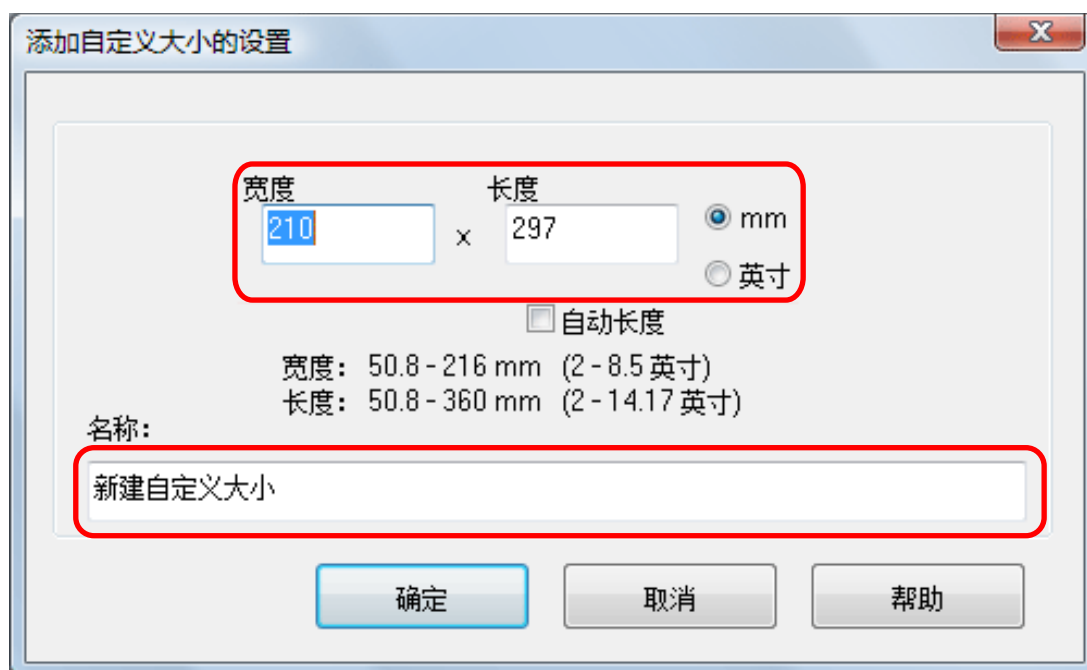 添加自定义大小的设置
宽度 长度
210 x 297 mm
英寸
自动长度
宽度： 50.8 - 216 mm (2 - 8.5 英寸)
长度： 50.8 - 360 mm (2 - 14.17 英寸)
名称：
新建自定义大小
确定 取消 帮助